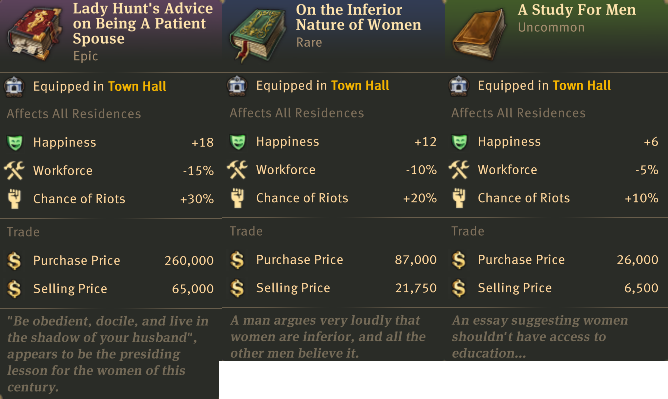 Lady Hunt's Advice
on Being A Patient
Spouse
Epic
Equipped in Town Hall
Affects All Residences
Happiness +18
Workforce -15%
Chance of Riots +30%
Trade
Purchase Price 260,000
Selling Price 65,000
"Be obedient, docile, and live in
the shadow of your husband",
appears to be the presiding
lesson for the women of this
century.
On the Inferior
Nature of Women
Rare
Equipped in Town Hall
Affects All Residences
Happiness +12
Workforce -10%
Chance of Riots +20%
Trade
Purchase Price 87,000
Selling Price 21,750
A man argues very loudly that
women are inferior, and all the
other men believe it.
A Study For Men
Uncommon
Equipped in Town Hall
Affects All Residences
Happiness +6
Workforce -5%
Chance of Riots +10%
Trade
Purchase Price 26,000
Selling Price 6,500
An essay suggesting women
shouldn't have access to
education...